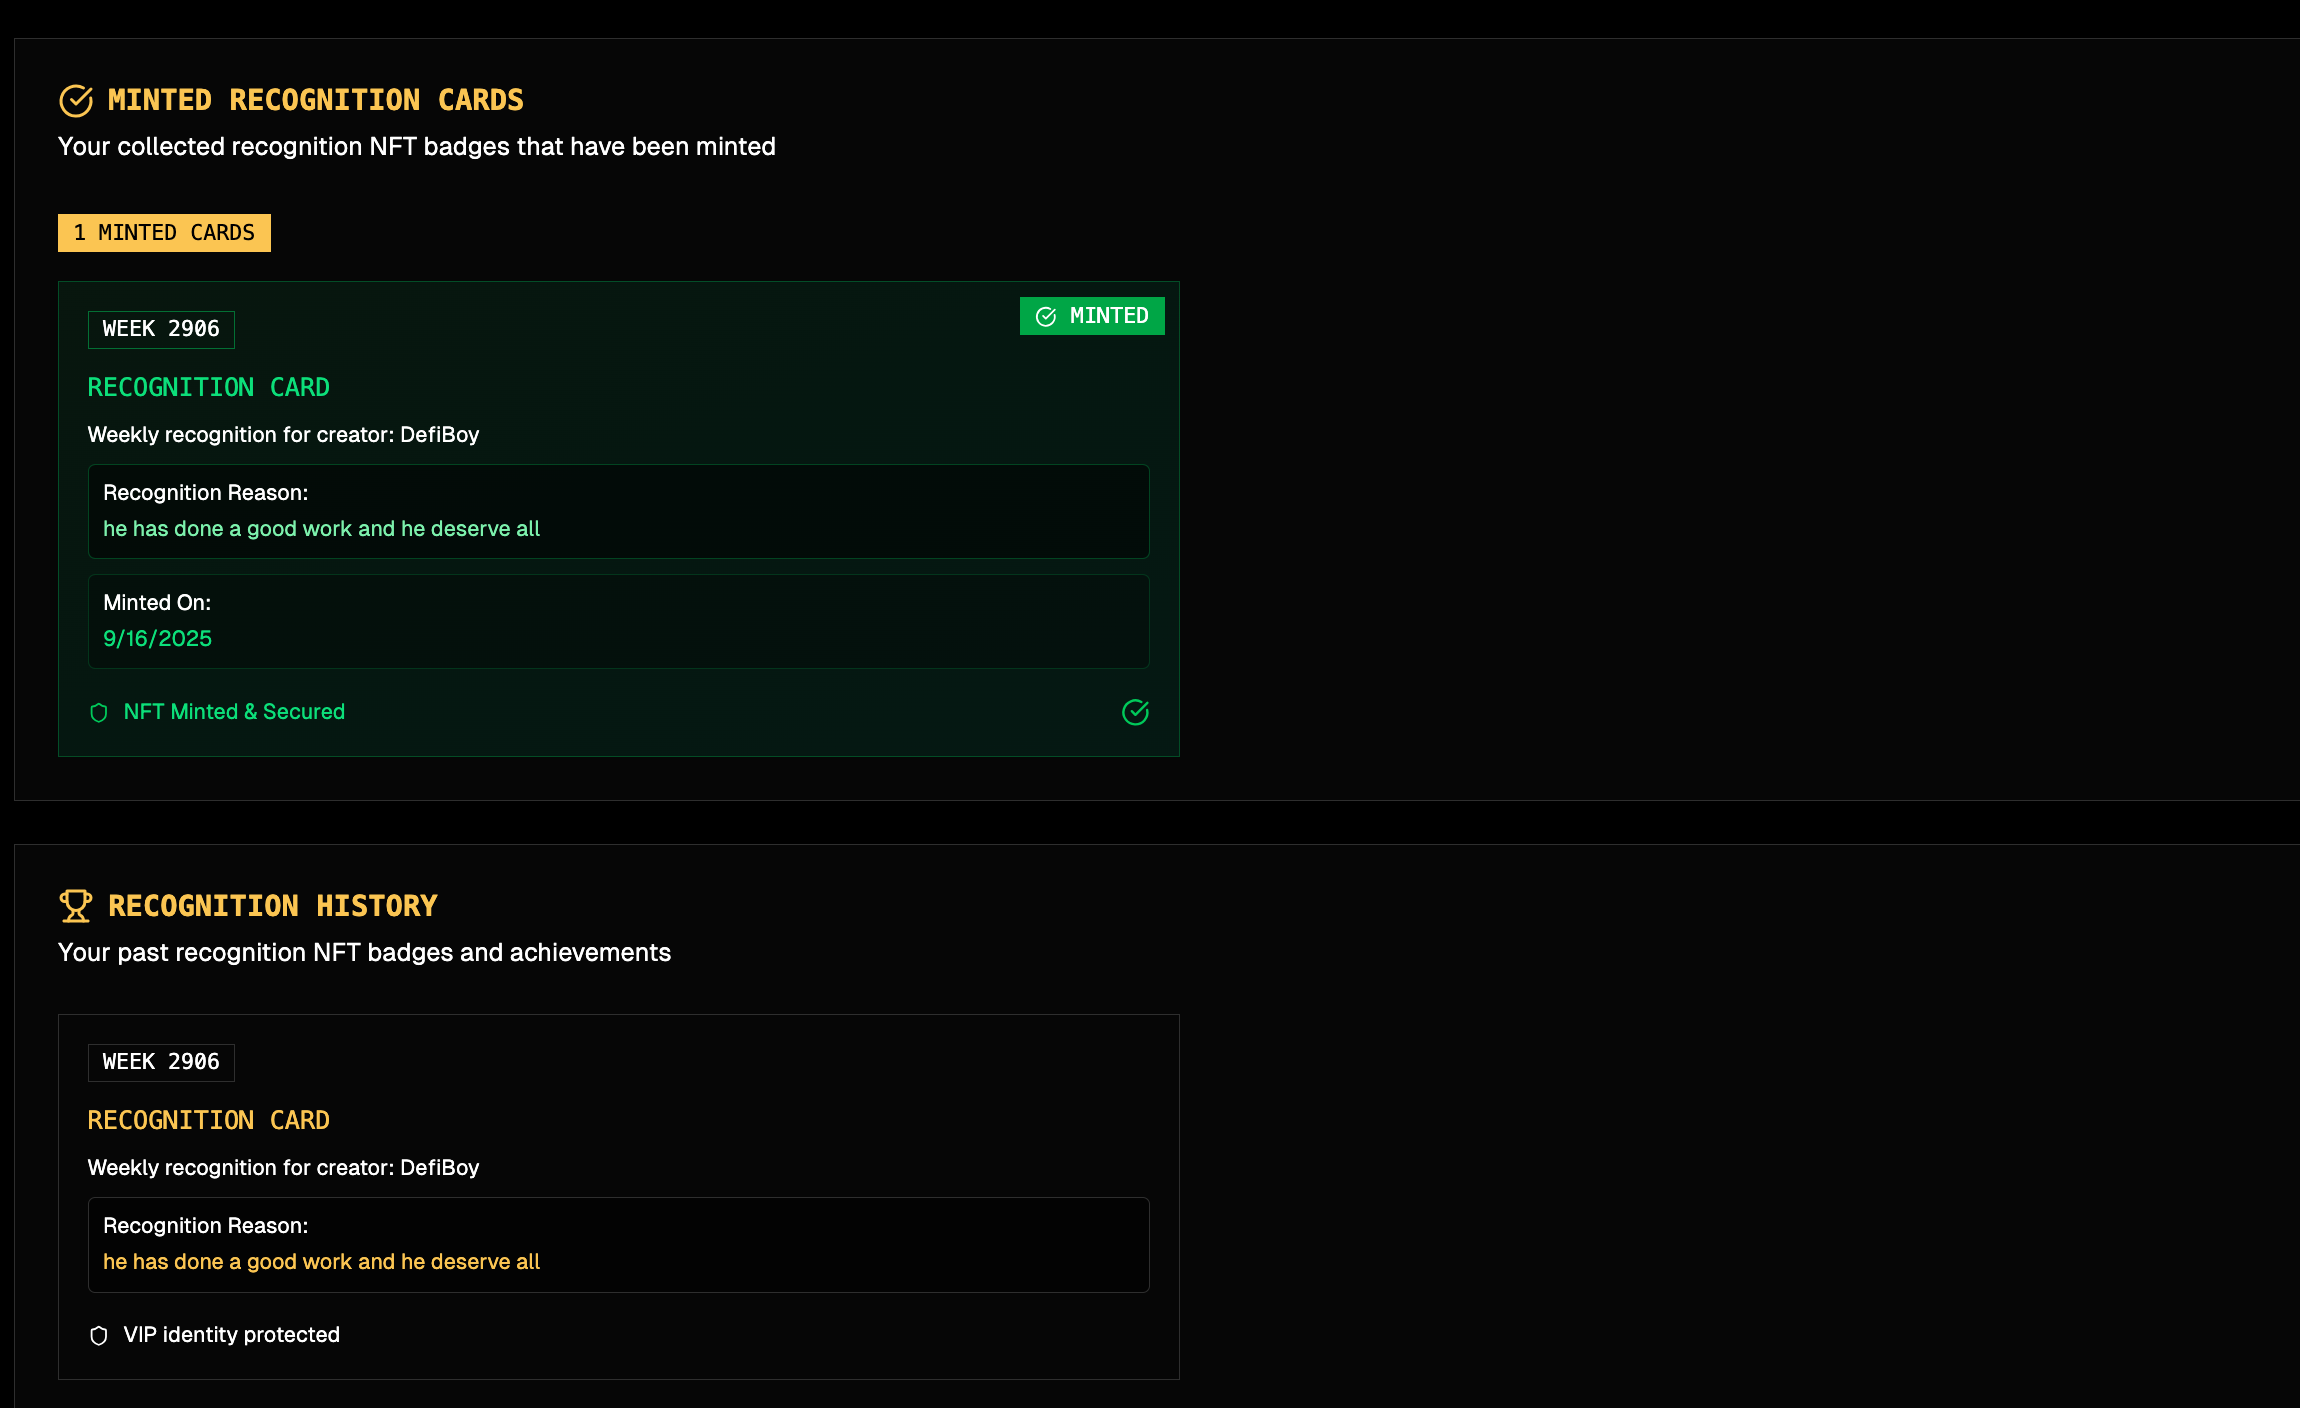 MINTED RECOGNITION CARDS
Your collected recognition NFT badges that have been minted
1 MINTED CARDS
WEEK 2906
MINTED
RECOGNITION CARD
Weekly recognition for creator: DefiBoy
Recognition Reason:
he has done a good work and he deserve all
Minted On:
9/16/2025
NFT Minted & Secured
RECOGNITION HISTORY
Your past recognition NFT badges and achievements
WEEK 2906
RECOGNITION CARD
Weekly recognition for creator: DefiBoy
Recognition Reason:
he has done a good work and he deserve all
VIP identity protected